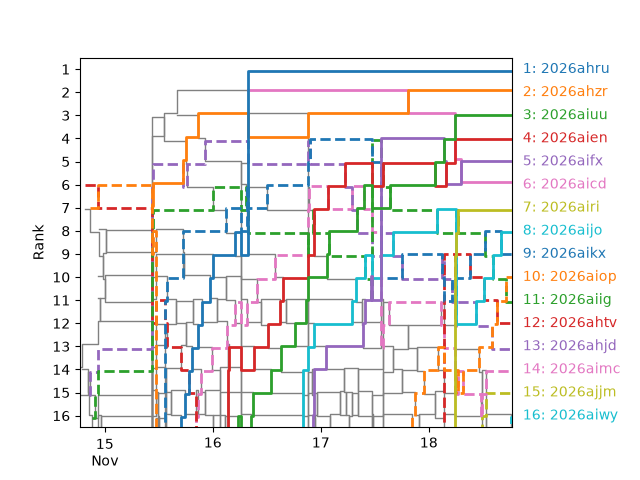 1
2
3
4
5
6
7
8
9
10
11
12
13
14
15
16
Rank
15
16
17
18
Nov
1: 2026ahru
2: 2026ahzr
3: 2026aiuu
4: 2026aien
5: 2026aifx
6: 2026aicd
7: 2026airi
8: 2026aijo
9: 2026aikx
10: 2026aiop
11: 2026aiig
12: 2026ahtv
13: 2026ahjd
14: 2026aimc
15: 2026ajjm
16: 2026aiwy